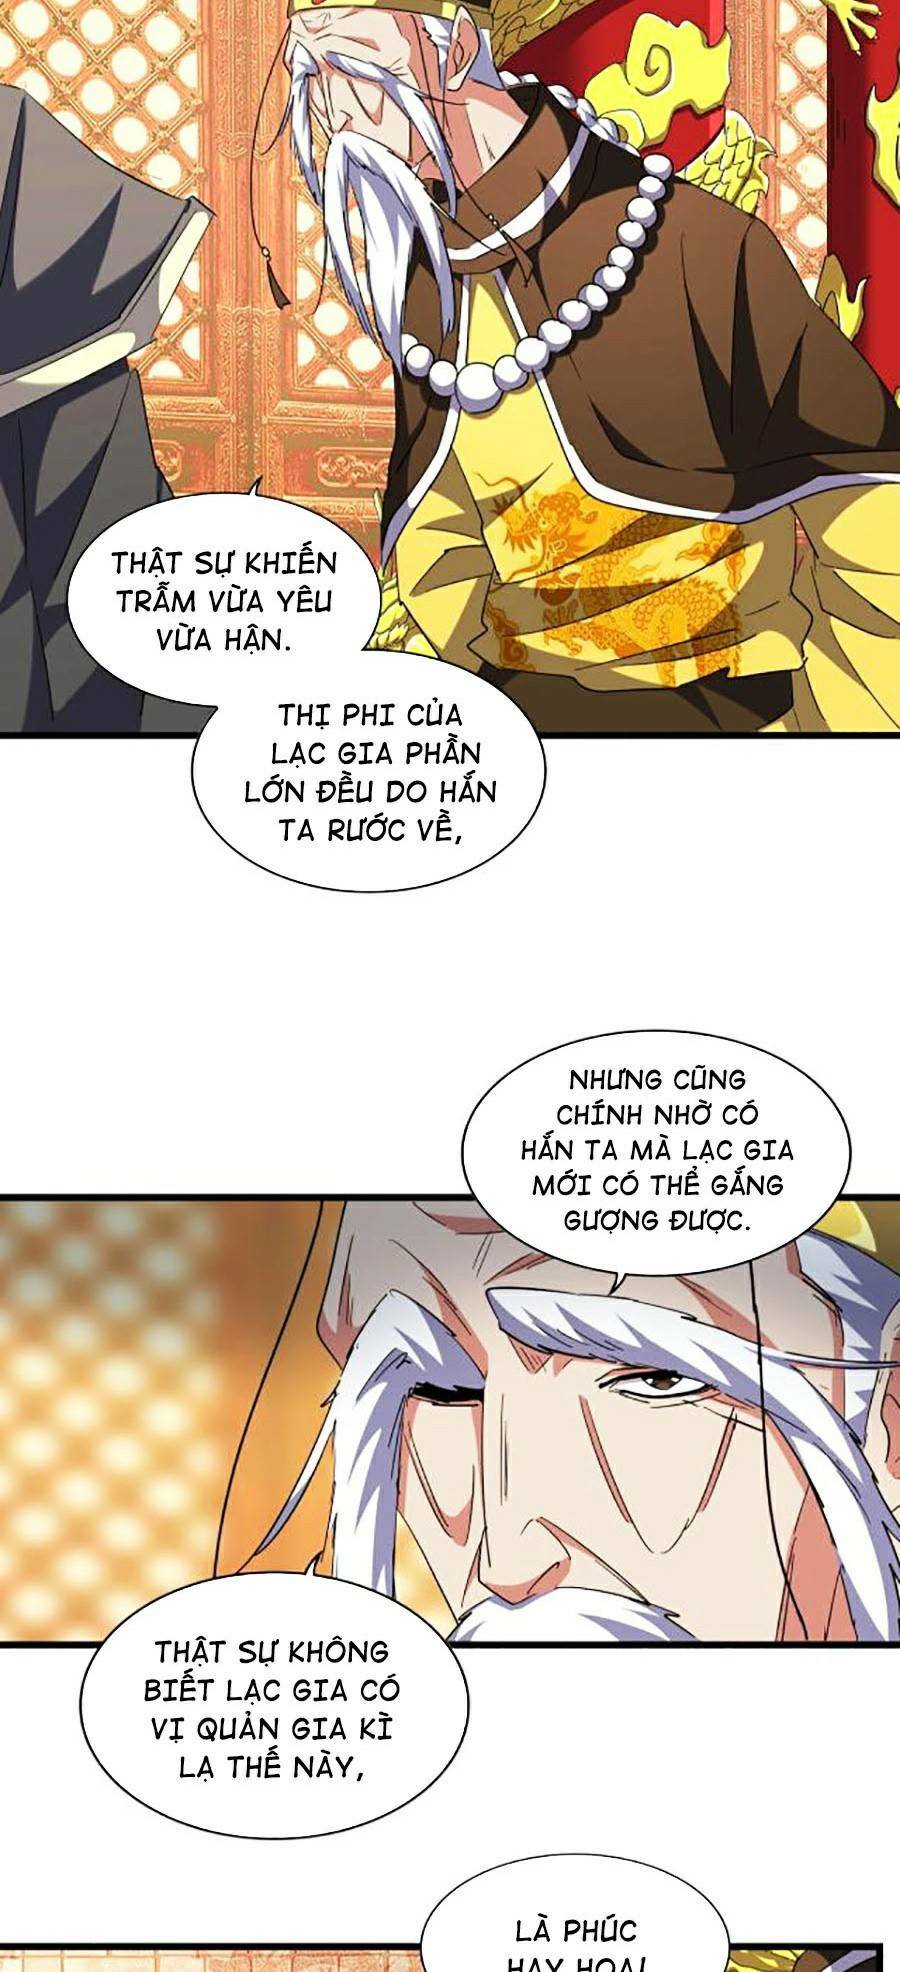 THẬT SỰ KHIẾN
TRẪM VỪA YÊU
VỪA HẬN.
THỊ PHI CỦA
LẠC GIA PHẦN
LỚN ĐỀU DO HẮN
TA RƯỚC VỀ,
NHƯNG CŨNG
CHÍNH NHỜ CÓ
HẮN TA MÀ LẠC GIA
MỚI CÓ THỂ GẮNG
GƯỢNG ĐƯỢC.
THẬT SỰ KHÔNG
BIẾT LẠC GIA CÓ
VỊ QUẢN GIA KÌ
LẠ THẾ NÀY,
LÀ PHÚC
HAY HỌA!